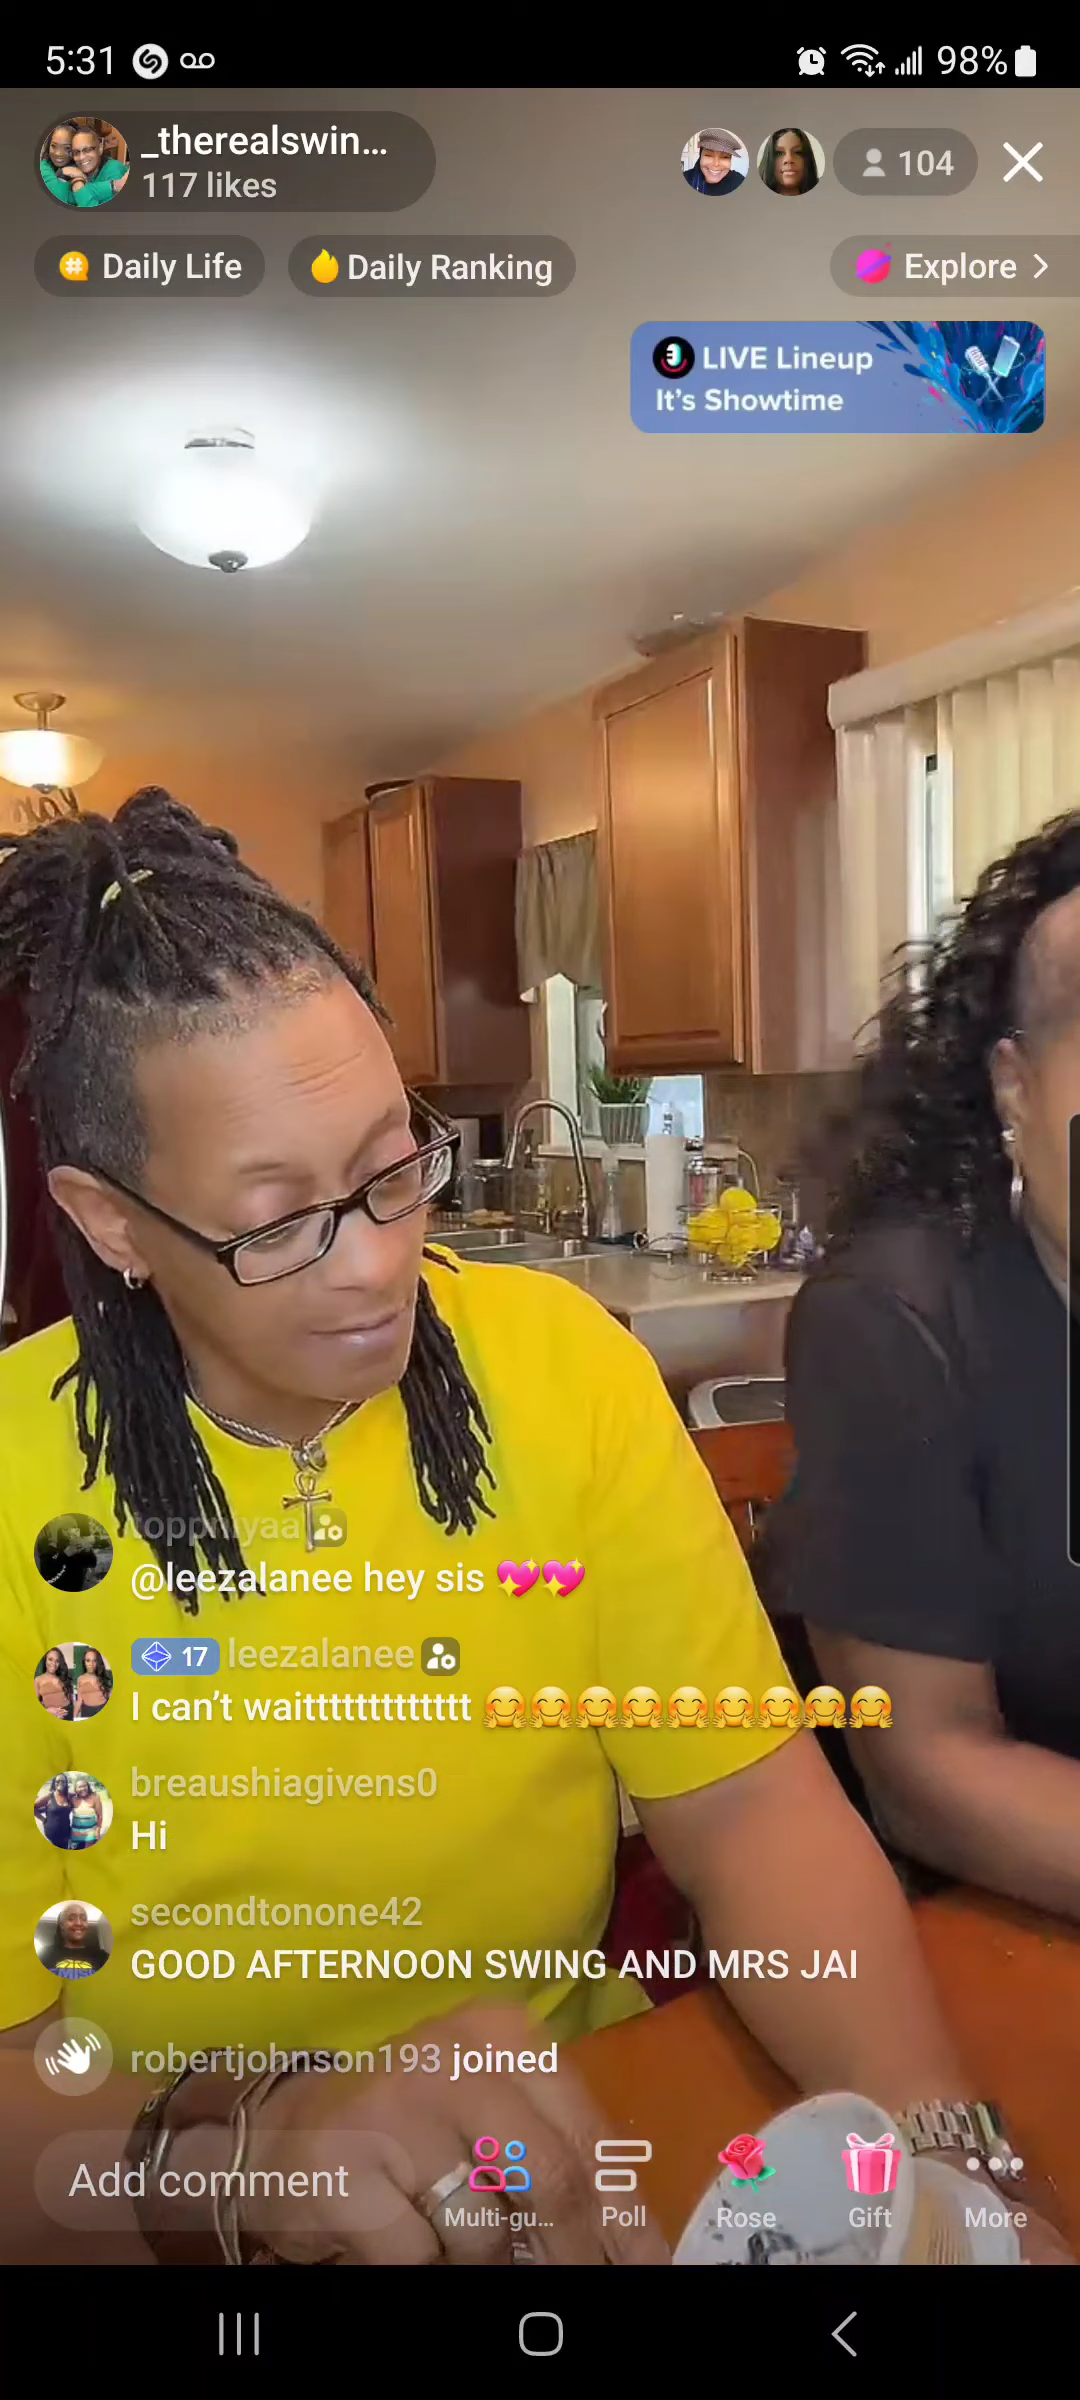 5:31
98%
_therealswin...
117 likes
104
Daily Life
Daily Ranking
Explore
LIVE Lineup
It's Showtime
toppniyaa
@leezalanee hey sis 💖💖
17 leezalanee
I can't waitttttttttttttt 🤗🤗🤗🤗🤗🤗🤗🤗🤗
breaushiagivens0
Hi
secondtonone42
GOOD AFTERNOON SWING AND MRS JAI
robertjohnson193 joined
Add comment
Multi-gu...
Poll
Rose
Gift
More